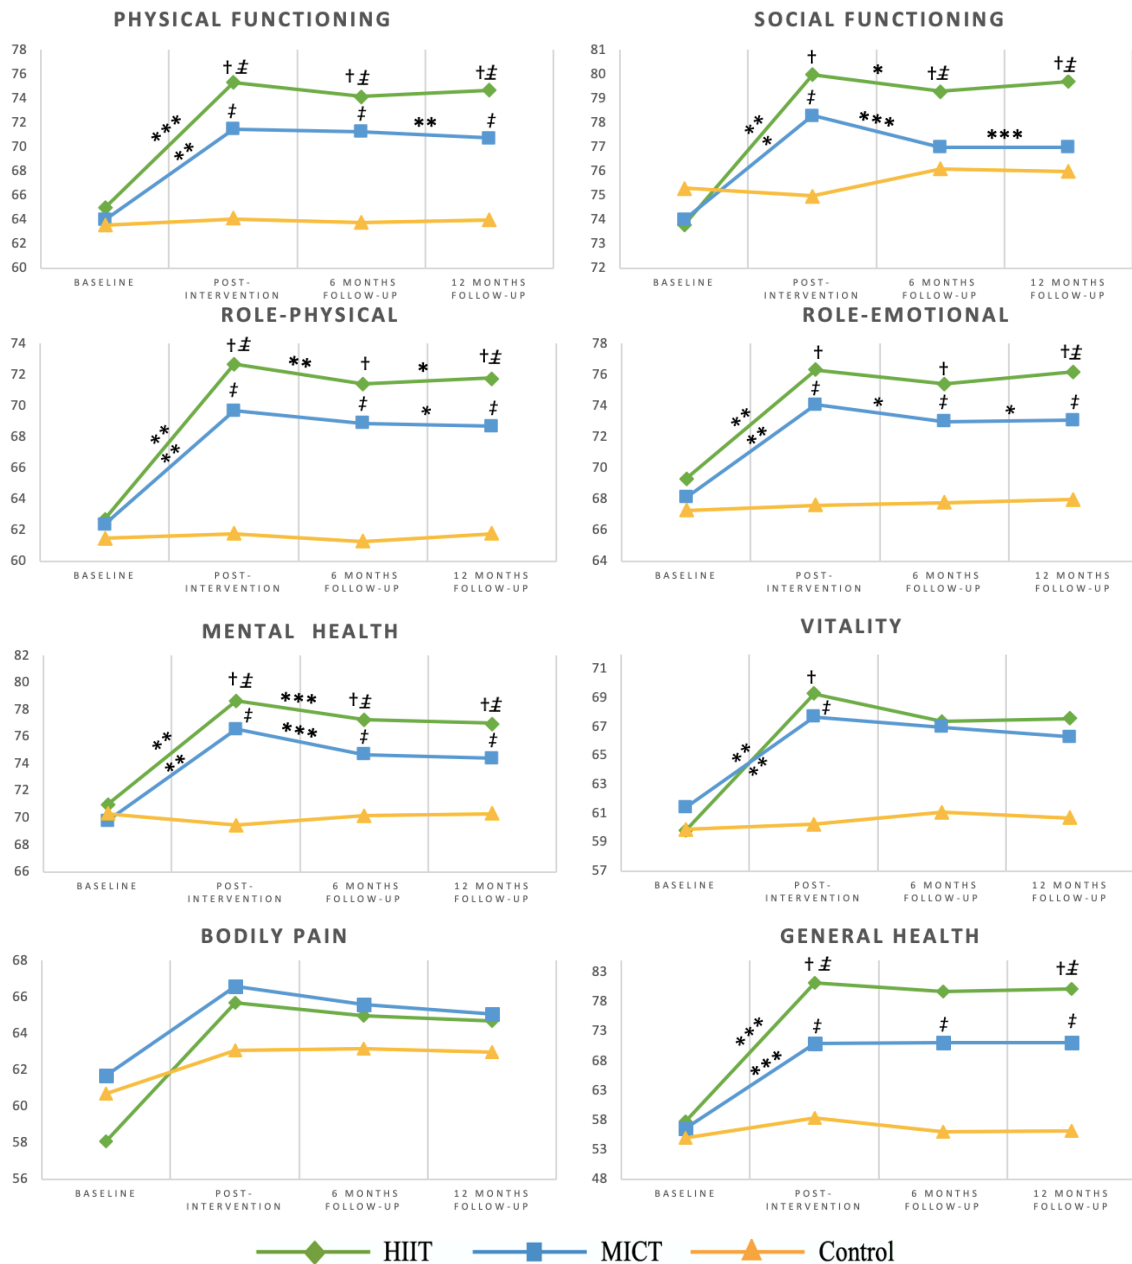 PHYSICAL FUNCTIONING
78
76
74
72
70
68
66
64
62
60
†⧧ †⧧ †⧧
‡ ‡ ‡
*** ** **
BASELINE POST-INTERVENTION 6 MONTHS FOLLOW-UP 12 MONTHS FOLLOW-UP
SOCIAL FUNCTIONING
81
80
79
78
77
76
75
74
73
72
† * †⧧ †⧧
‡ *** ***
** *
BASELINE POST-INTERVENTION 6 MONTHS FOLLOW-UP 12 MONTHS FOLLOW-UP
ROLE-PHYSICAL
74
72
70
68
66
64
62
60
†⧧ ** † * †⧧
‡ ‡ * ‡
** **
BASELINE POST-INTERVENTION 6 MONTHS FOLLOW-UP 12 MONTHS FOLLOW-UP
ROLE-EMOTIONAL
78
76
74
72
70
68
66
64
† † †⧧
‡ * ‡ * ‡
** **
BASELINE POST-INTERVENTION 6 MONTHS FOLLOW-UP 12 MONTHS FOLLOW-UP
MENTAL HEALTH
82
80
78
76
74
72
70
68
66
†⧧ *** †⧧ †⧧
‡ *** ‡ ‡
** **
BASELINE POST-INTERVENTION 6 MONTHS FOLLOW-UP 12 MONTHS FOLLOW-UP
VITALITY
71
69
67
65
63
61
59
57
†
‡
** **
BASELINE POST-INTERVENTION 6 MONTHS FOLLOW-UP 12 MONTHS FOLLOW-UP
BODILY PAIN
68
66
64
62
60
58
56
BASELINE POST-INTERVENTION 6 MONTHS FOLLOW-UP 12 MONTHS FOLLOW-UP
GENERAL HEALTH
83
78
73
68
63
58
53
48
†⧧ †⧧
‡ ‡ ‡
*** ***
BASELINE POST-INTERVENTION 6 MONTHS FOLLOW-UP 12 MONTHS FOLLOW-UP
HIIT MICT Control